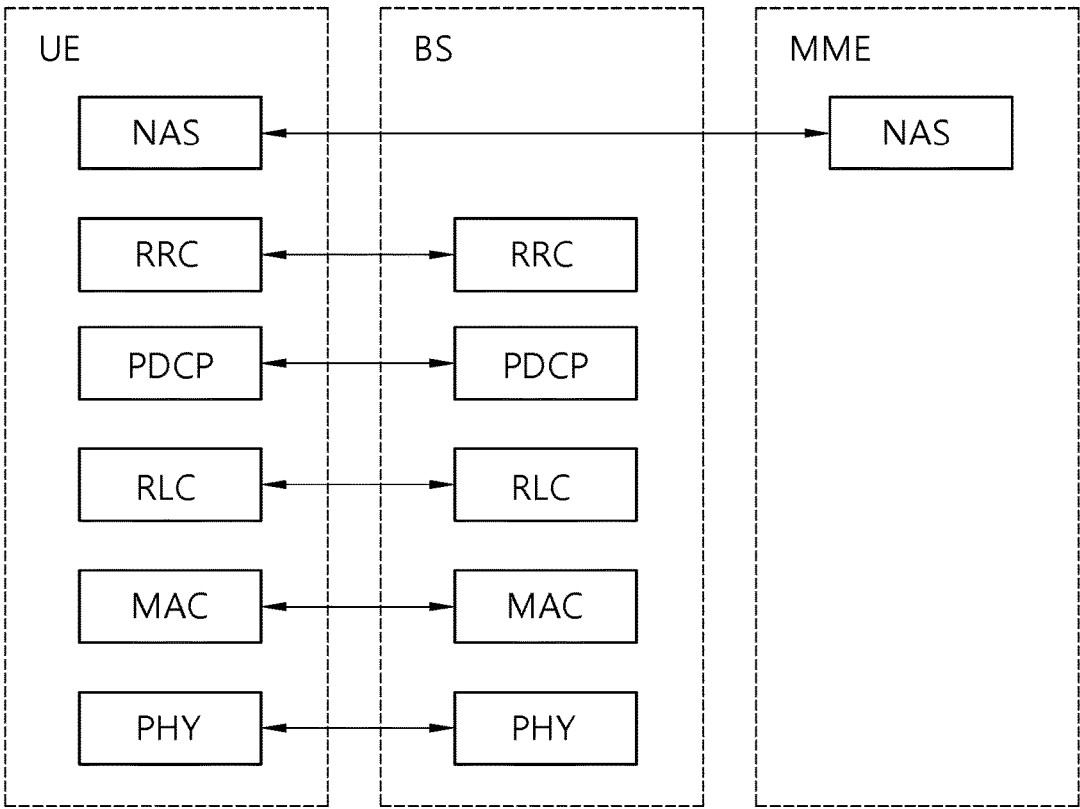 UE BS MME
NAS NAS
RRC RRC
PDCP PDCP
RLC RLC
MAC MAC
PHY PHY